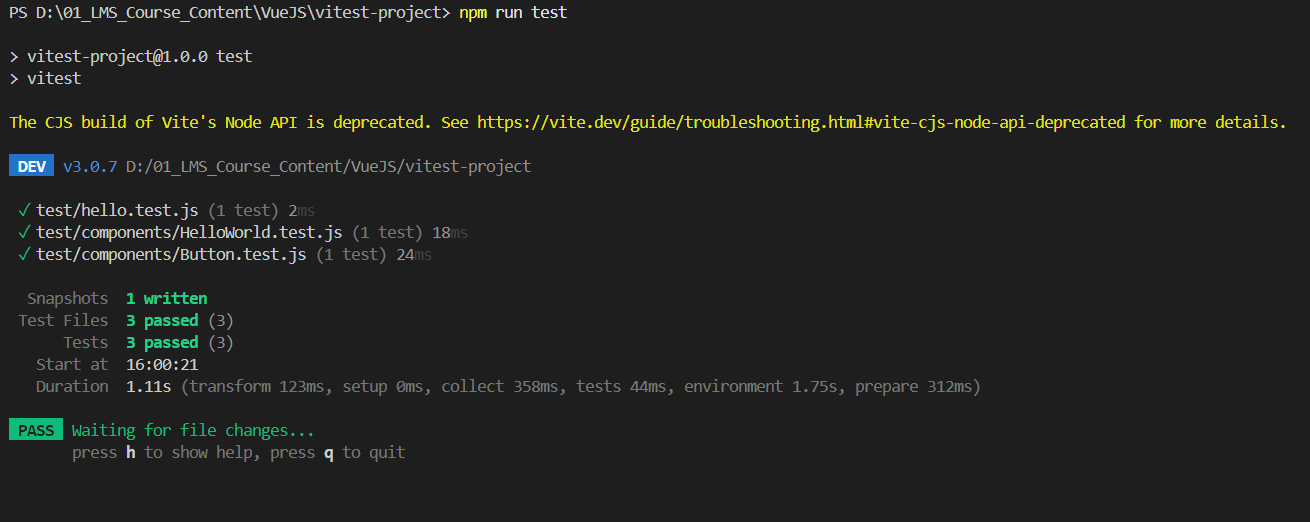 PS D:\01_LMS_Course_Content\VueJS\vitest-project> npm run test
> vitest-project@1.0.0 test
> vitest
The CJS build of Vite's Node API is deprecated. See https://vite.dev/guide/troubleshooting.html#vite-cjs-node-api-deprecated for more details.
DEV v3.0.7 D:/01_LMS_Course_Content/VueJS/vitest-project
✓ test/hello.test.js (1 test) 2ms
✓ test/components/HelloWorld.test.js (1 test) 18ms
✓ test/components/Button.test.js (1 test) 24ms
Snapshots 1 written
Test Files 3 passed (3)
Tests 3 passed (3)
Start at 16:00:21
Duration 1.11s (transform 123ms, setup 0ms, collect 358ms, tests 44ms, environment 1.75s, prepare 312ms)
PASS Waiting for file changes...
press h to show help, press q to quit